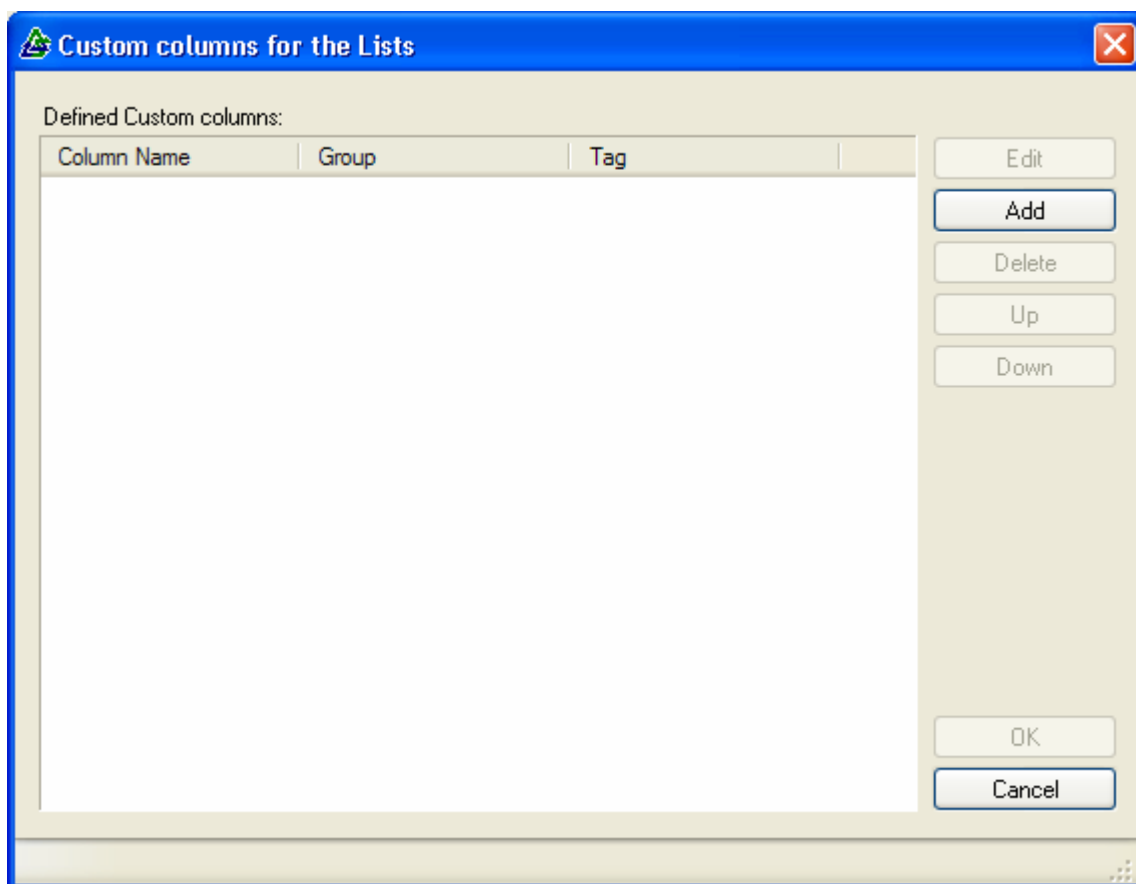 Custom columns for the Lists
Defined Custom columns:
Column Name Group Tag
Edit
Add
Delete
Up
Down
OK
Cancel